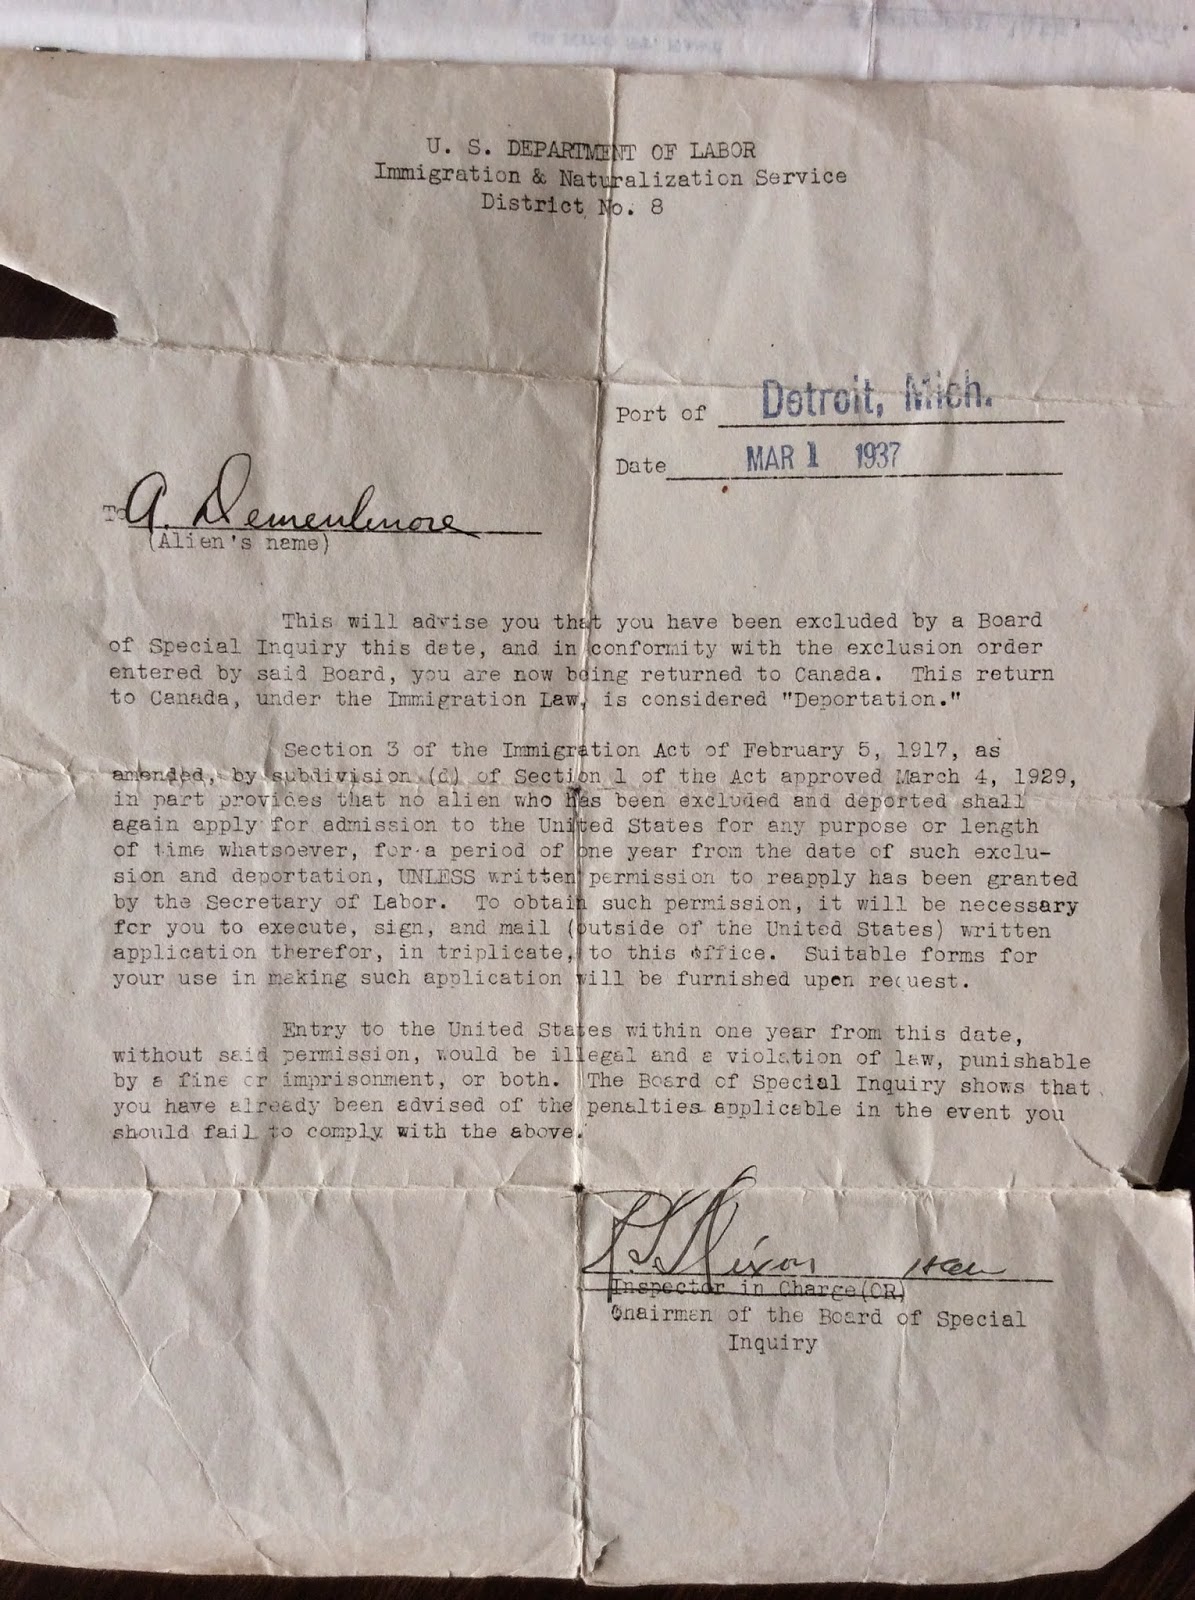 U. S. DEPARTMENT OF LABOR
Immigration & Naturalization Service
District No. 8
Port of Detroit, Mich.
Date MAR 1 1937
To A.
(Alien's name)
This will advise you that you have been excluded by a Board
of Special Inquiry this date, and in conformity with the exclusion order
entered by said Board, you are now being returned to Canada. This return
to Canada, under the Immigration Law, is considered "Deportation."
Section 3 of the Immigration Act of February 5, 1917, as
amended, by subdivision (d) of Section 1 of the Act approved March 4, 1929,
in part provides that no alien who has been excluded and deported shall
again apply for admission to the United States for any purpose or length
of time whatsoever, for a period of one year from the date of such exclu-
sion and deportation, UNLESS written permission to reapply has been granted
by the Secretary of Labor. To obtain such permission, it will be necessary
for you to execute, sign, and mail (outside of the United States) written
application therefor, in triplicate, to this office. Suitable forms for
your use in making such application will be furnished upon request.
Entry to the United States within one year from this date,
without said permission, would be illegal and a violation of law, punishable
by a fine or imprisonment, or both. The Board of Special Inquiry shows that
you have already been advised of the penalties applicable in the event you
should fail to comply with the above.
Nixon
Inspector in Charge(OR)
Chairman of the Board of Special
Inquiry